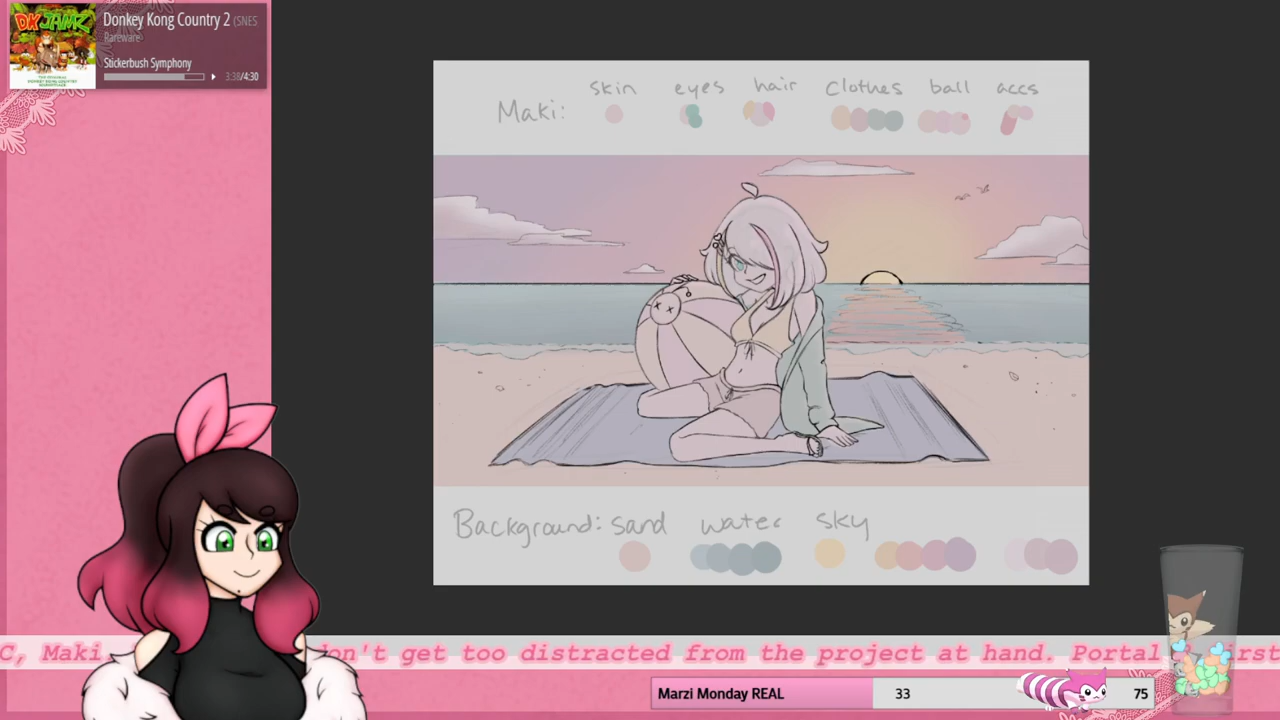 DK JAMZ
Donkey Kong Country 2 (SNES
Rareware
Stickerbush Symphony
3:38/4:30
skin eyes hair Clothes ball accs
Maki:
Background: sand water sky
C, Maki on't get too distracted from the project at hand. Portal irst
Marzi Monday REAL 33 75